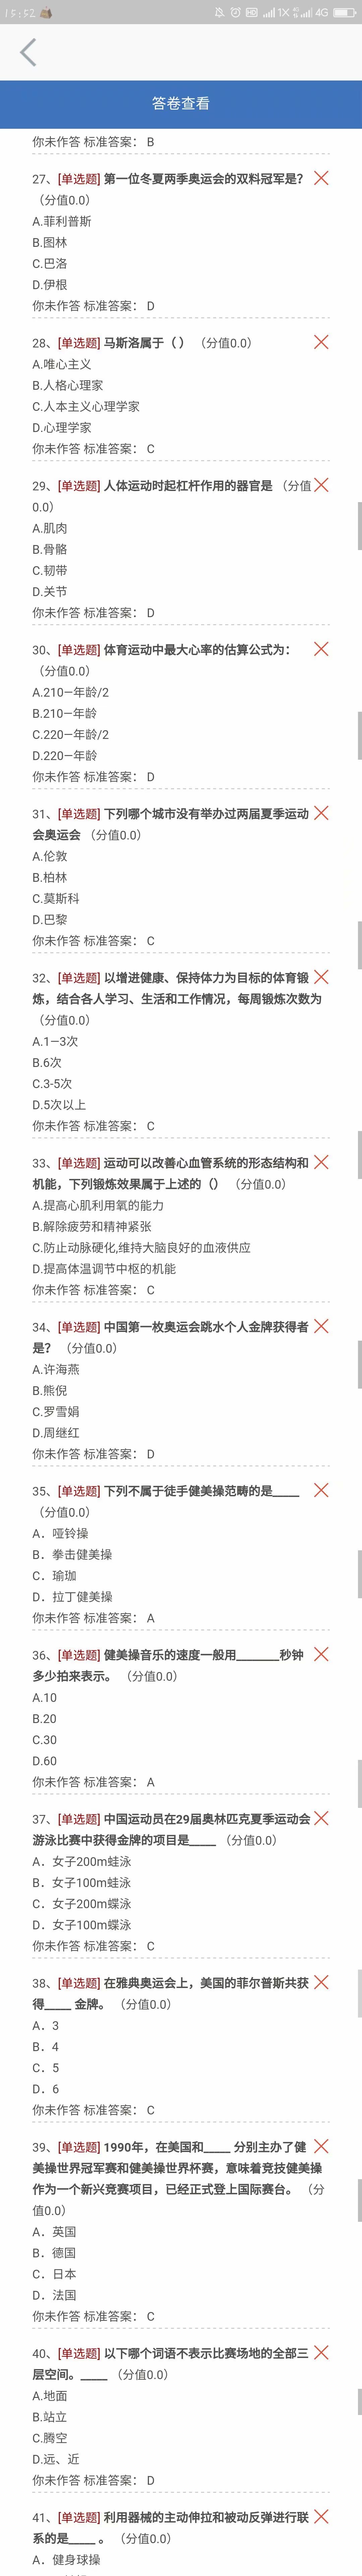 15:52
1X 4G
答卷查看
你未作答 标准答案： B
27、[单选题] 第一位冬夏两季奥运会的双料冠军是？
（分值0.0）
A.菲利普斯
B.图林
C.巴洛
D.伊根
你未作答 标准答案： D
28、[单选题] 马斯洛属于（ ） （分值0.0）
A.唯心主义
B.人格心理家
C.人本主义心理学家
D.心理学家
你未作答 标准答案： C
29、[单选题] 人体运动时起杠杆作用的器官是 （分值
0.0）
A.肌肉
B.骨骼
C.韧带
D.关节
你未作答 标准答案： D
30、[单选题] 体育运动中最大心率的估算公式为：
（分值0.0）
A.210—年龄/2
B.210—年龄
C.220—年龄/2
D.220—年龄
你未作答 标准答案： D
31、[单选题] 下列哪个城市没有举办过两届夏季运动
会奥运会 （分值0.0）
A.伦敦
B.柏林
C.莫斯科
D.巴黎
你未作答 标准答案： C
32、[单选题] 以增进健康、保持体力为目标的体育锻
炼，结合各人学习、生活和工作情况，每周锻炼次数为
（分值0.0）
A.1—3次
B.6次
C.3-5次
D.5次以上
你未作答 标准答案： C
33、[单选题] 运动可以改善心血管系统的形态结构和
机能，下列锻炼效果属于上述的（） （分值0.0）
A.提高心肌利用氧的能力
B.解除疲劳和精神紧张
C.防止动脉硬化,维持大脑良好的血液供应
D.提高体温调节中枢的机能
你未作答 标准答案： C
34、[单选题] 中国第一枚奥运会跳水个人金牌获得者
是？ （分值0.0）
A.许海燕
B.熊倪
C.罗雪娟
D.周继红
你未作答 标准答案： D
35、[单选题] 下列不属于徒手健美操范畴的是____
（分值0.0）
A．哑铃操
B．拳击健美操
C．瑜珈
D．拉丁健美操
你未作答 标准答案： A
36、[单选题] 健美操音乐的速度一般用______秒钟
多少拍来表示。 （分值0.0）
A.10
B.20
C.30
D.60
你未作答 标准答案： A
37、[单选题] 中国运动员在29届奥林匹克夏季运动会
游泳比赛中获得金牌的项目是____ （分值0.0）
A．女子200m蛙泳
B．女子100m蛙泳
C．女子200m蝶泳
D．女子100m蝶泳
你未作答 标准答案： C
38、[单选题] 在雅典奥运会上，美国的菲尔普斯共获
得____ 金牌。 （分值0.0）
A．3
B．4
C．5
D．6
你未作答 标准答案： C
39、[单选题] 1990年，在美国和____ 分别主办了健
美操世界冠军赛和健美操世界杯赛，意味着竞技健美操
作为一个新兴竞赛项目，已经正式登上国际赛台。 （分
值0.0）
A．英国
B．德国
C．日本
D．法国
你未作答 标准答案： C
40、[单选题] 以下哪个词语不表示比赛场地的全部三
层空间。____ （分值0.0）
A.地面
B.站立
C.腾空
D.远、近
你未作答 标准答案： D
41、[单选题] 利用器械的主动伸拉和被动反弹进行联
系的是____ 。 （分值0.0）
A．健身球操